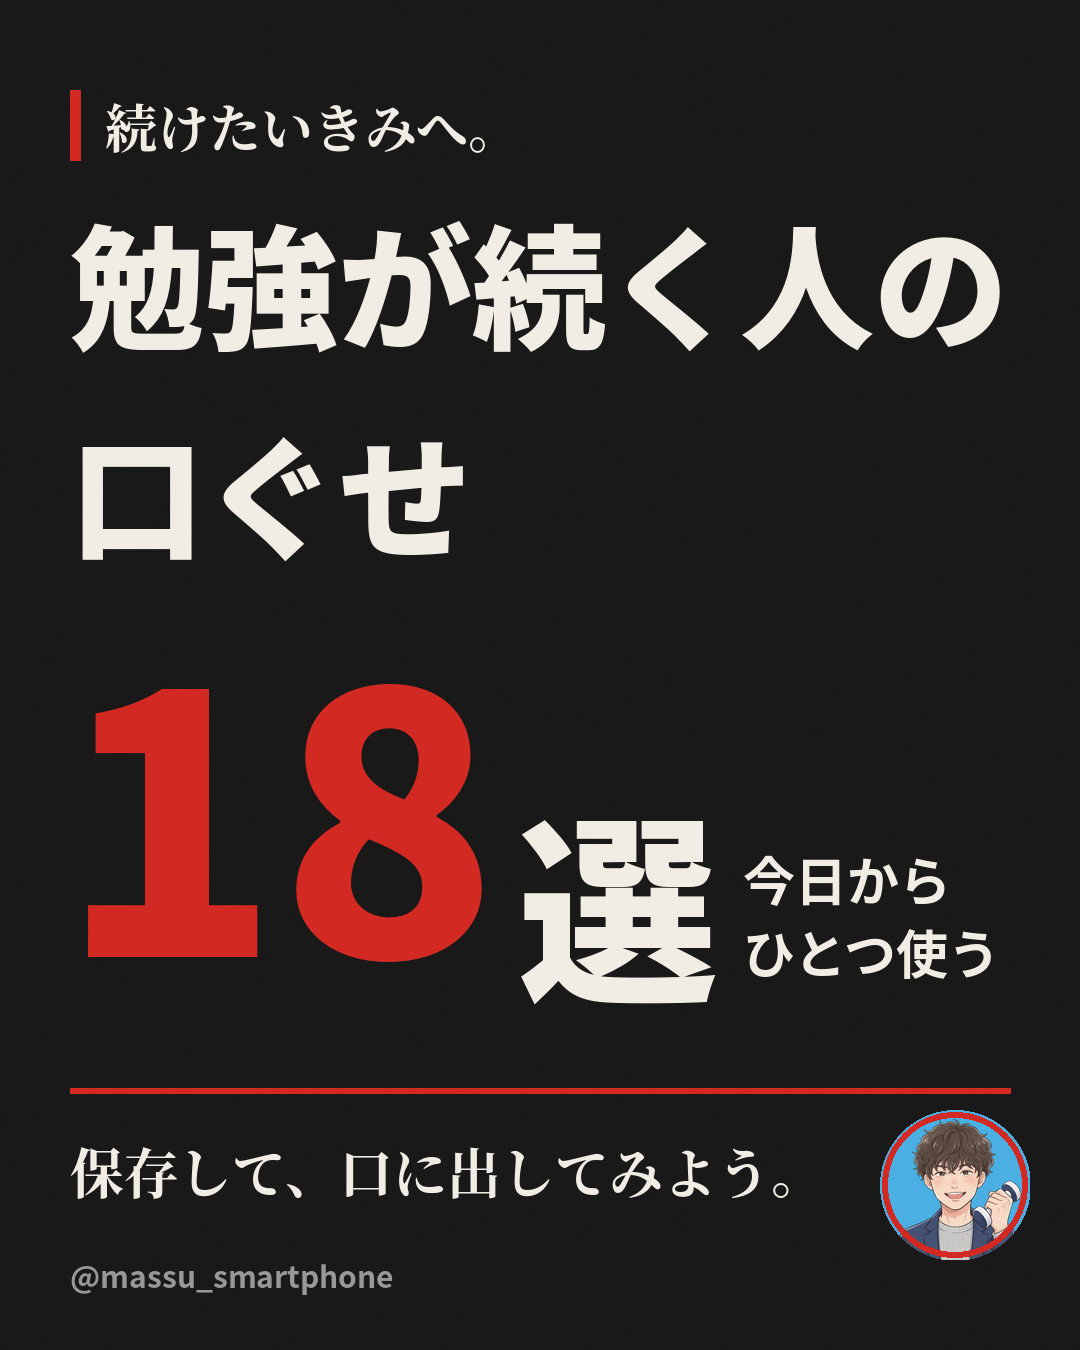 続けたいきみへ。
勉強が続く人の
口ぐせ
18選
今日から
ひとつ使う
保存して、口に出してみよう。
@massu_smartphone